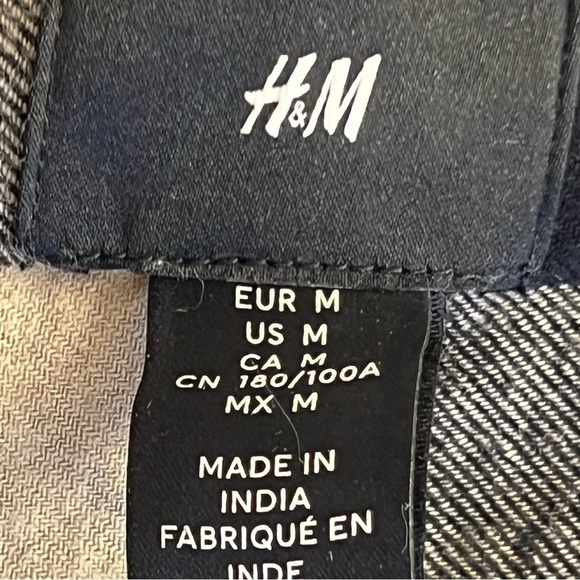 H&M
EUR M
US M
CA M
CN 180/100A
MX M
MADE IN
INDIA
FABRIQUÉ EN
INDE